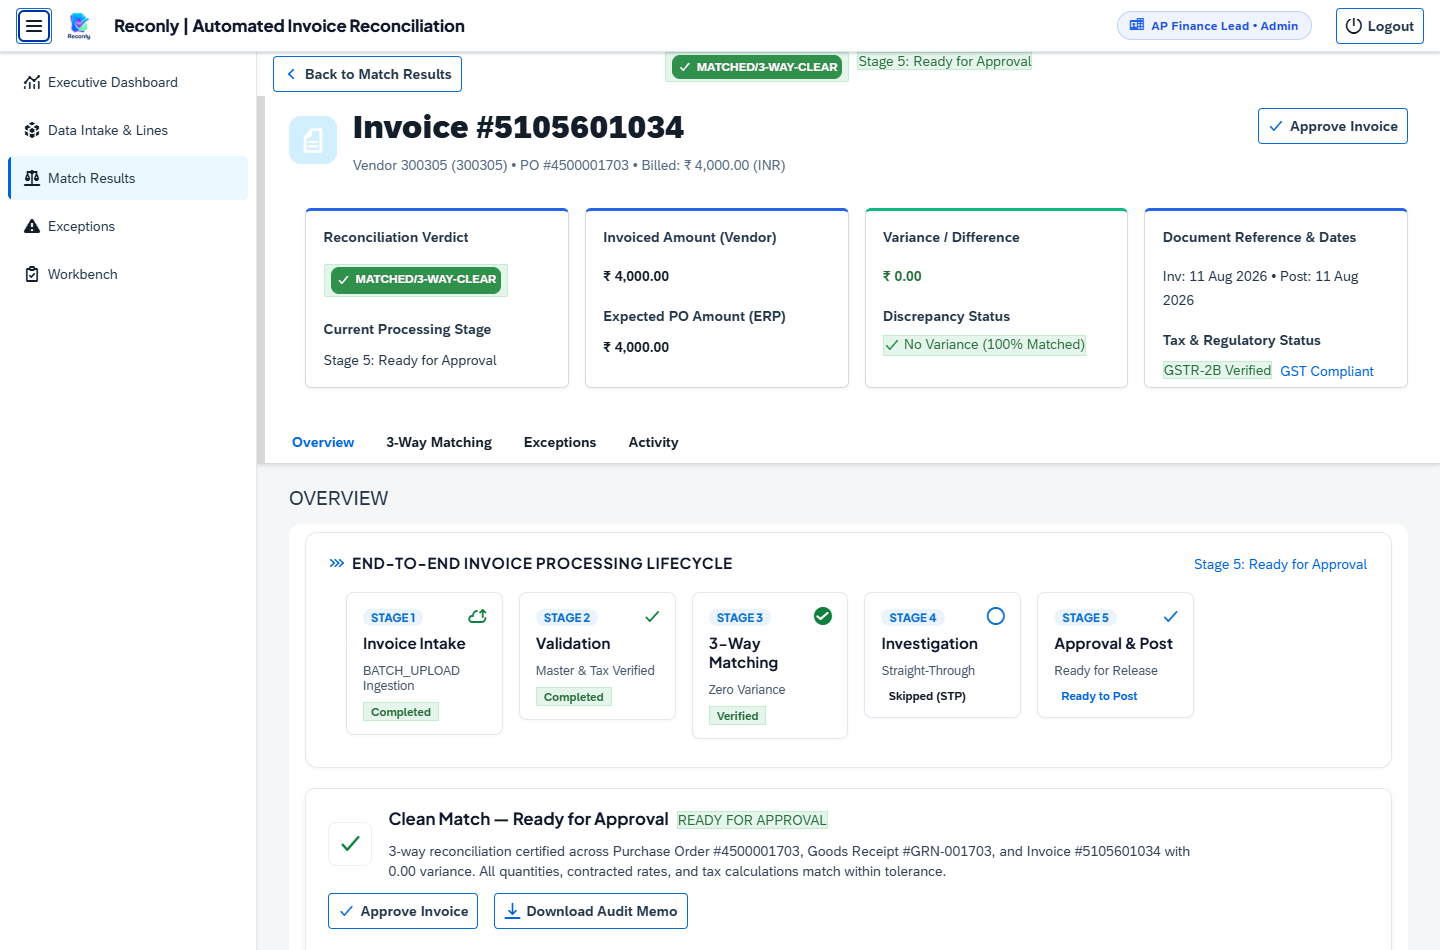 Reconly
Reconly | Automated Invoice Reconciliation
AP Finance Lead • Admin
Logout
Executive Dashboard
Data Intake & Lines
Match Results
Exceptions
Workbench
Back to Match Results
MATCHED/3-WAY-CLEAR
Stage 5: Ready for Approval
Invoice #5105601034
Vendor 300305 (300305) • PO #4500001703 • Billed: ₹ 4,000.00 (INR)
Approve Invoice
Reconciliation Verdict
MATCHED/3-WAY-CLEAR
Current Processing Stage
Stage 5: Ready for Approval
Invoiced Amount (Vendor)
₹ 4,000.00
Expected PO Amount (ERP)
₹ 4,000.00
Variance / Difference
₹ 0.00
Discrepancy Status
No Variance (100% Matched)
Document Reference & Dates
Inv: 11 Aug 2026 • Post: 11 Aug
2026
Tax & Regulatory Status
GSTR-2B Verified GST Compliant
Overview 3-Way Matching Exceptions Activity
OVERVIEW
END-TO-END INVOICE PROCESSING LIFECYCLE
Stage 5: Ready for Approval
STAGE 1
Invoice Intake
BATCH_UPLOAD
Ingestion
Completed
STAGE 2
Validation
Master & Tax Verified
Completed
STAGE 3
3-Way
Matching
Zero Variance
Verified
STAGE 4
Investigation
Straight-Through
Skipped (STP)
STAGE 5
Approval & Post
Ready for Release
Ready to Post
Clean Match — Ready for Approval READY FOR APPROVAL
3-way reconciliation certified across Purchase Order #4500001703, Goods Receipt #GRN-001703, and Invoice #5105601034 with
0.00 variance. All quantities, contracted rates, and tax calculations match within tolerance.
Approve Invoice
Download Audit Memo